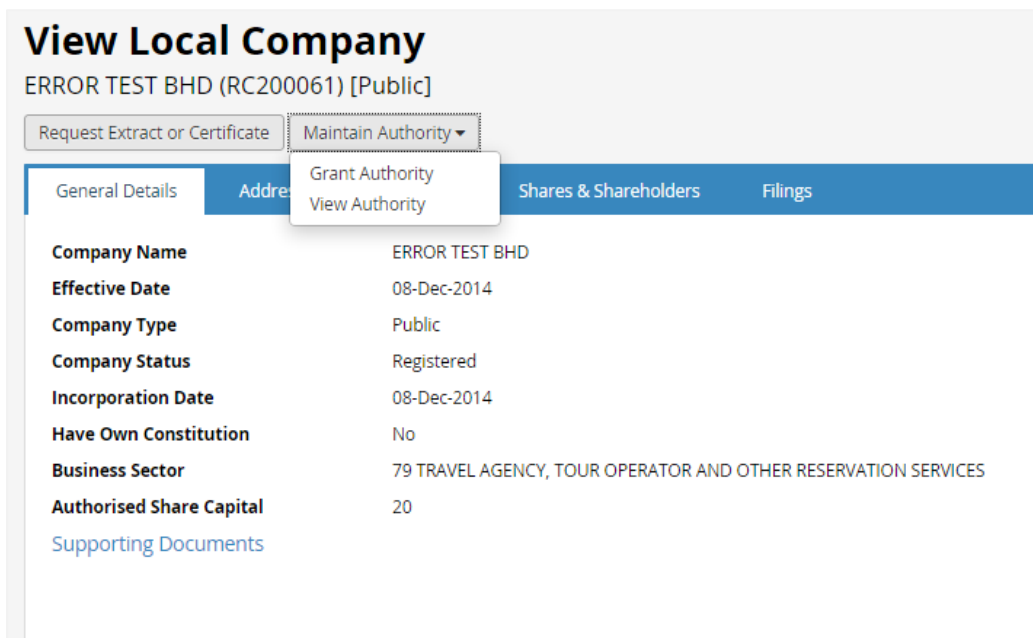 View Local Company
ERROR TEST BHD (RC200061) [Public]
Request Extract or Certificate Maintain Authority
Grant Authority
View Authority
General Details Addres Shares & Shareholders Filings
Company Name ERROR TEST BHD
Effective Date 08-Dec-2014
Company Type Public
Company Status Registered
Incorporation Date 08-Dec-2014
Have Own Constitution No
Business Sector 79 TRAVEL AGENCY, TOUR OPERATOR AND OTHER RESERVATION SERVICES
Authorised Share Capital 20
Supporting Documents